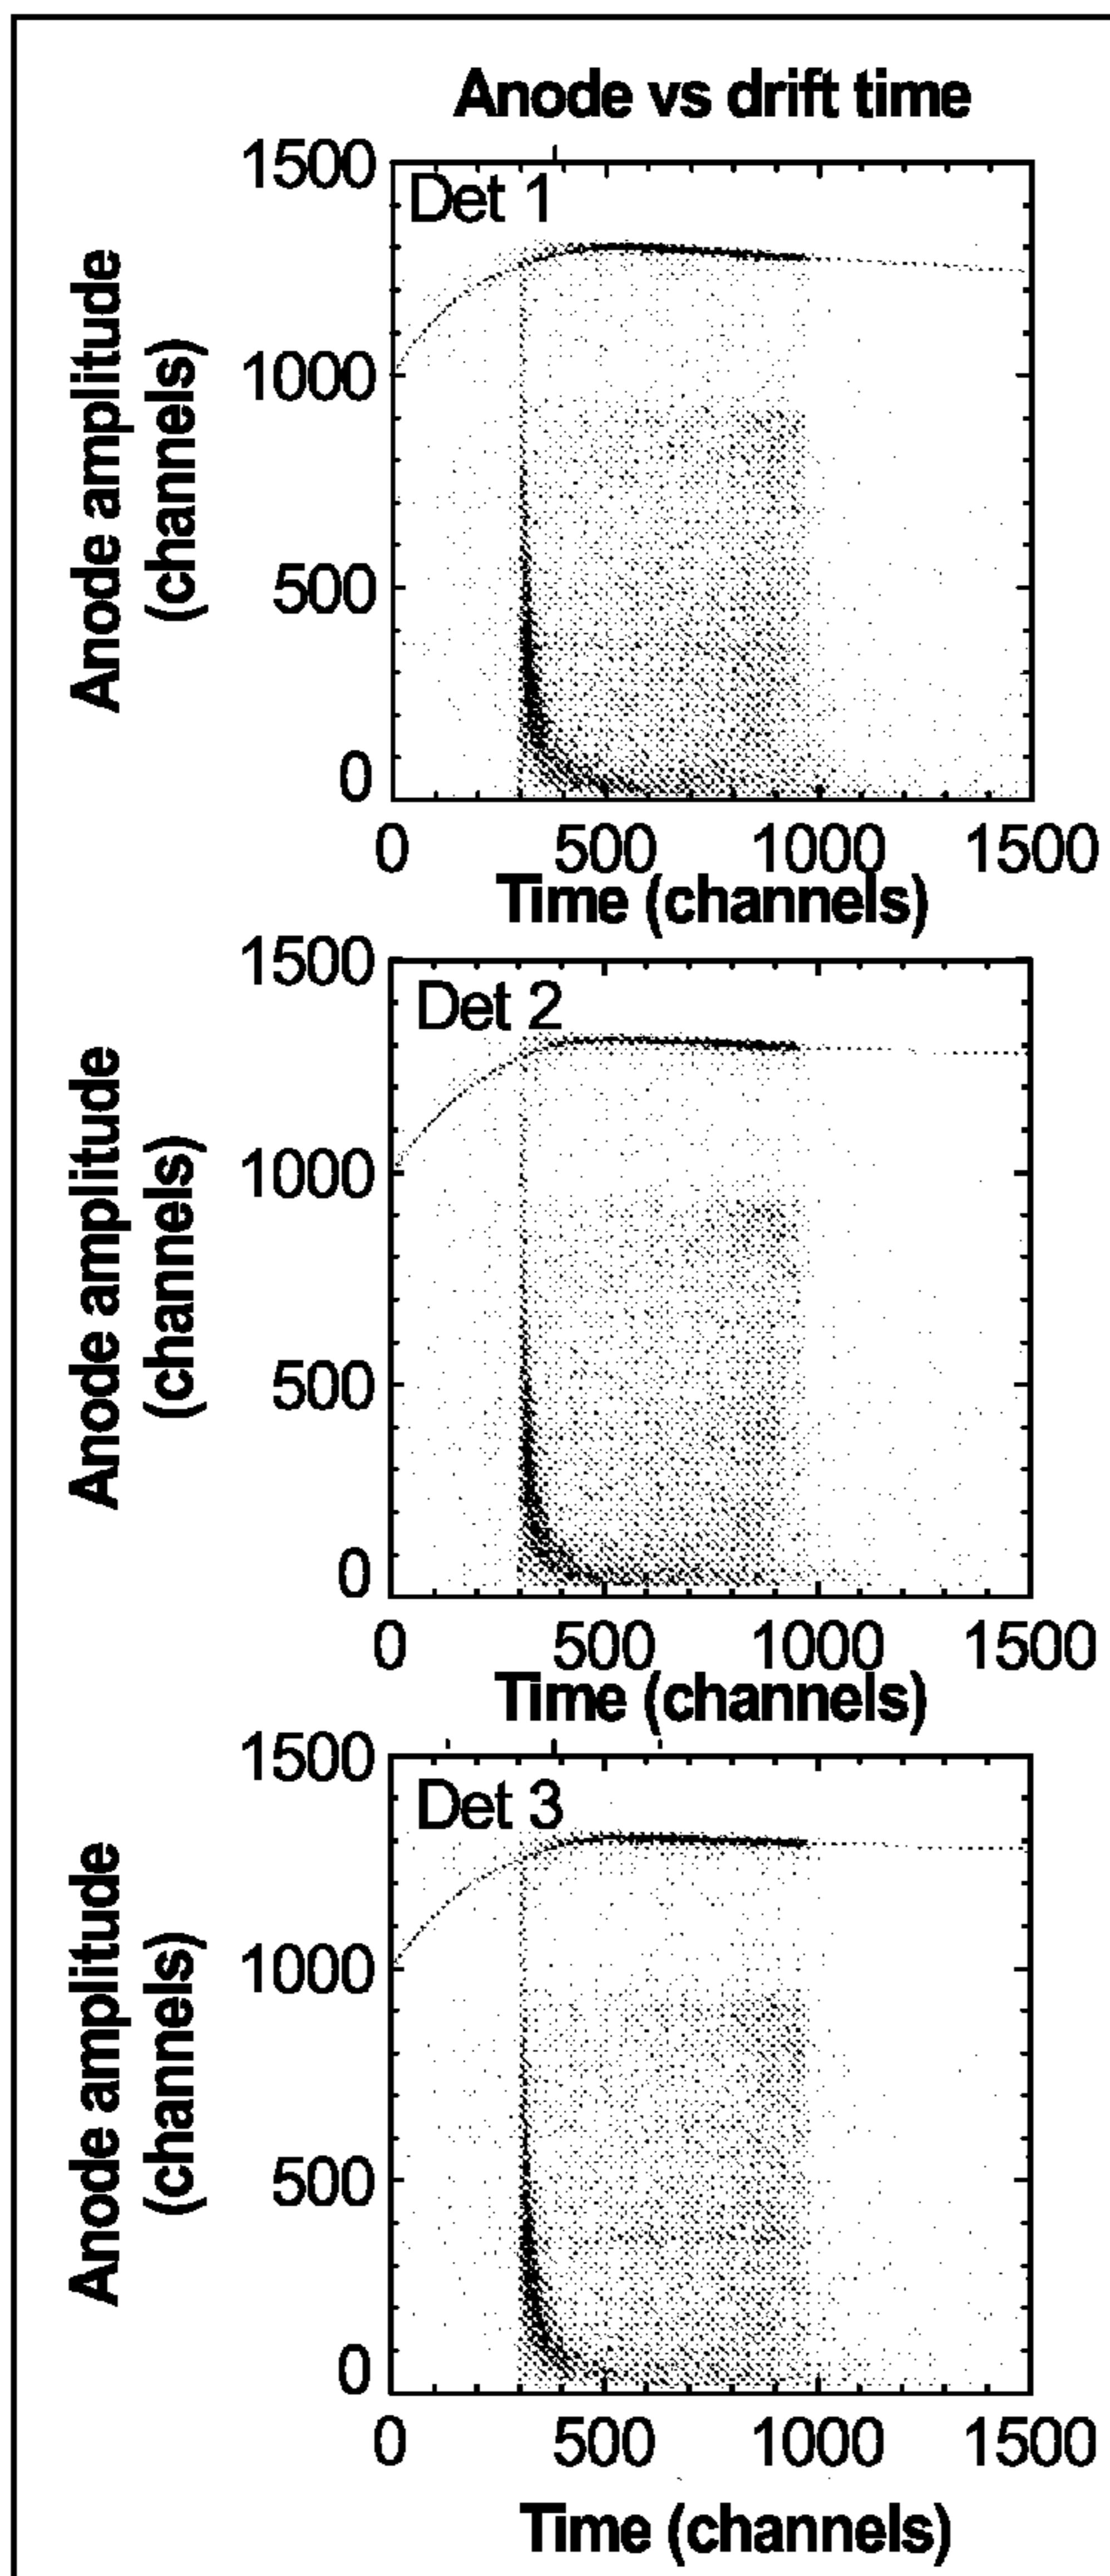 Anode vs drift time
1500
Det 1
1000
500
0
Anode amplitude
(channels)
0 500 1000 1500
Time (channels)
1500
Det 2
1000
500
0
Anode amplitude
(channels)
0 500 1000 1500
Time (channels)
1500
Det 3
1000
500
0
Anode amplitude
(channels)
0 500 1000 1500
Time (channels)